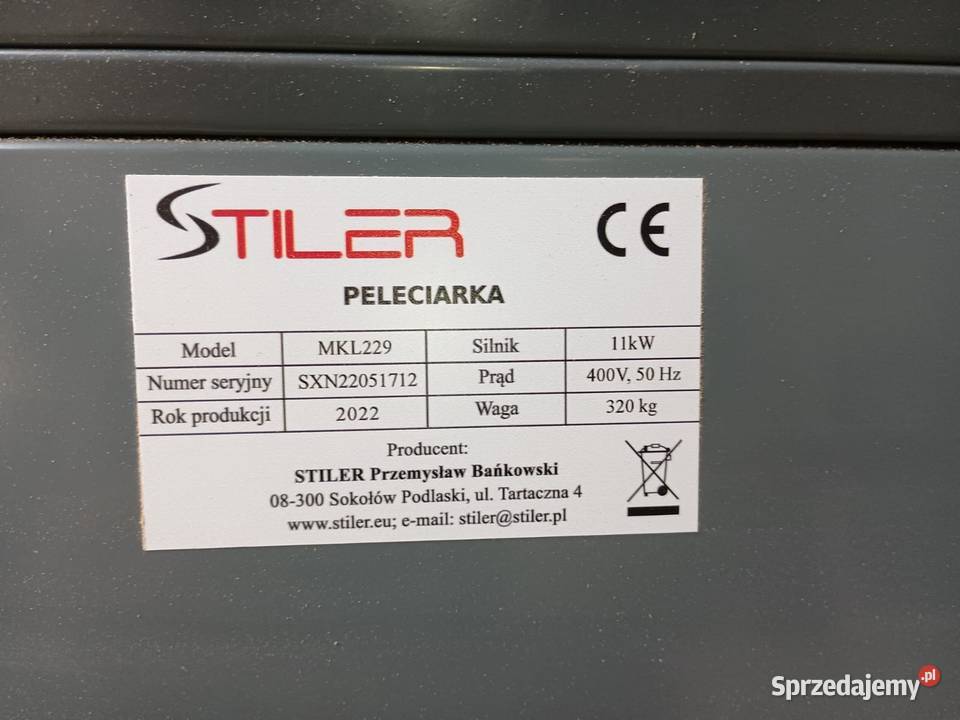 STILER
CE
PELECIARKA
Model MKL229 Silnik 11kW
Numer seryjny SXN22051712 Prąd 400V, 50 Hz
Rok produkcji 2022 Waga 320 kg
Producent:
STILER Przemysław Bańkowski
08-300 Sokołów Podlaski, ul. Tartaczna 4
www.stiler.eu; e-mail: stiler@stiler.pl
Sprzedajemy.pl